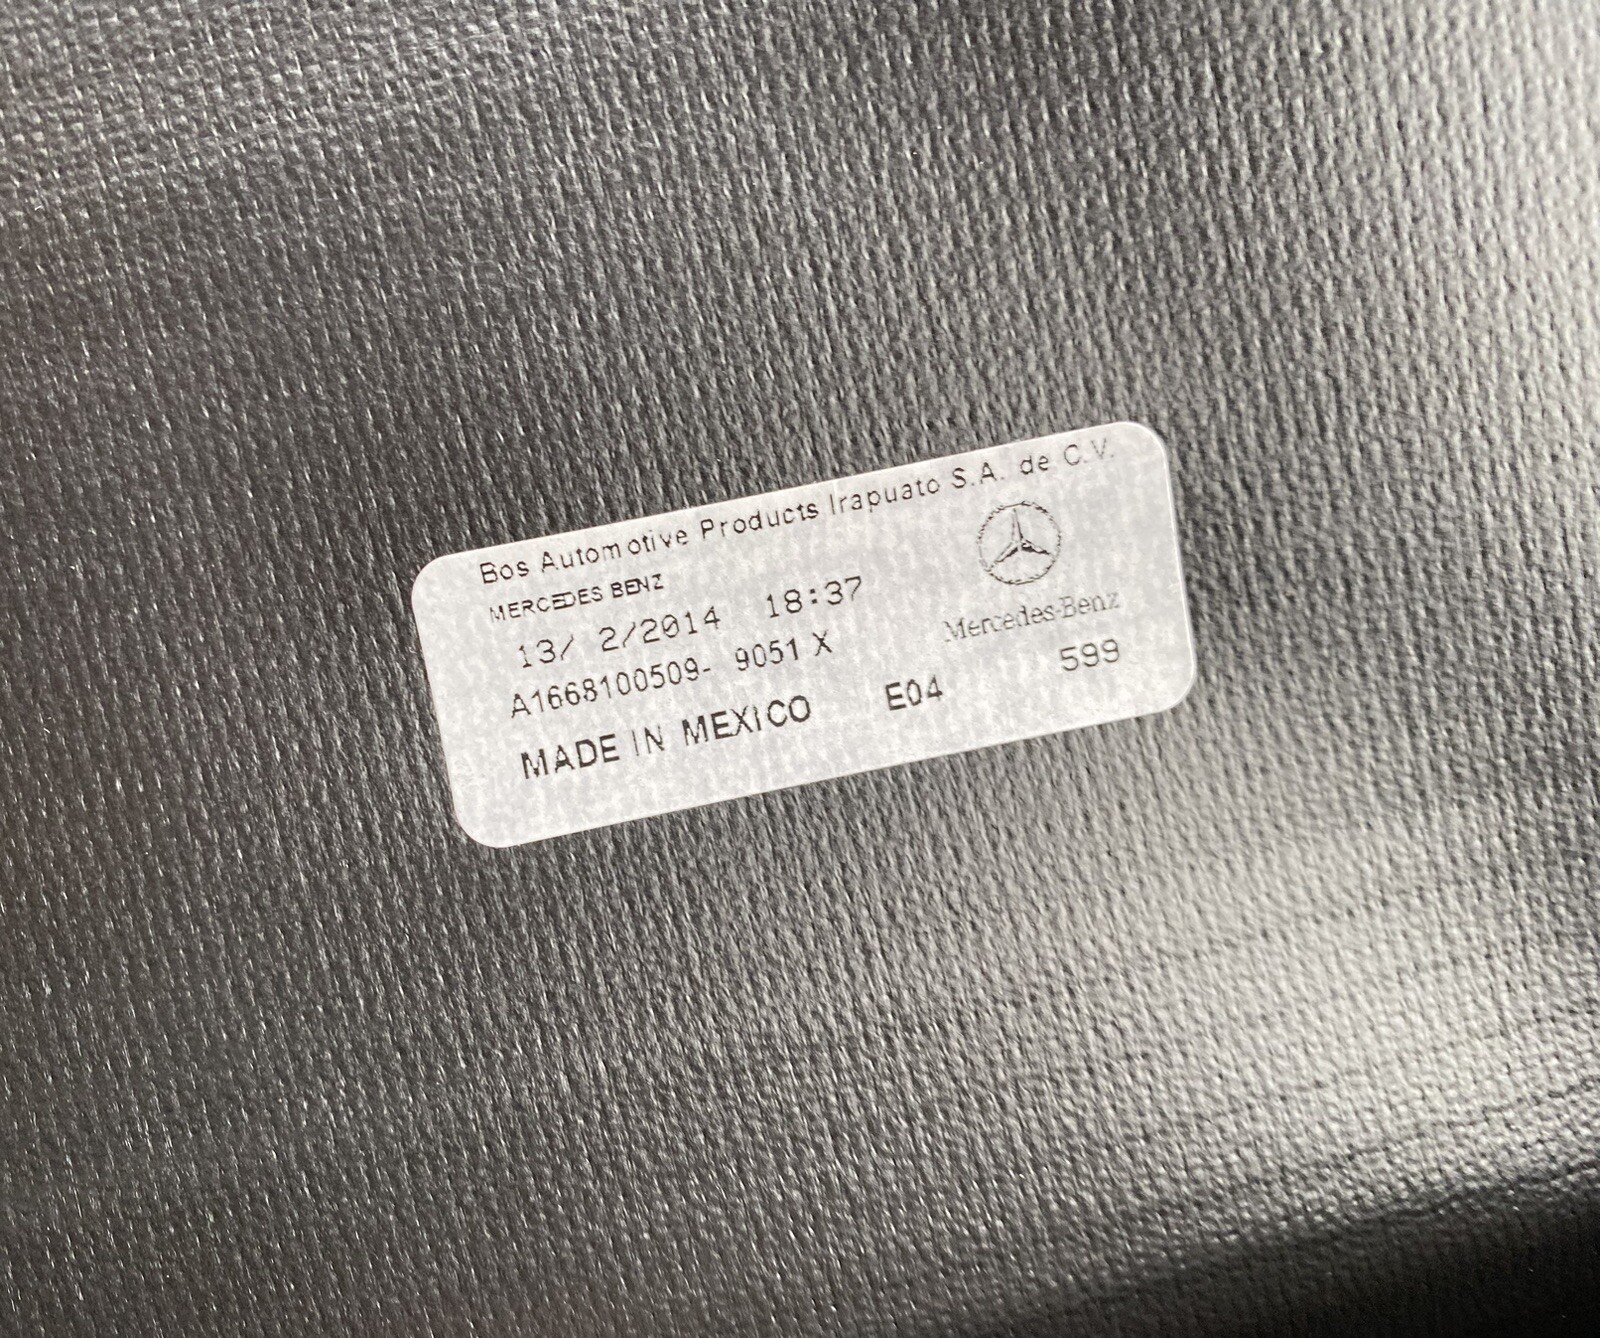 Bos Automotive Products Irapuato S.A. de C.V.
MERCEDES BENZ
13/ 2/2014 18:37
Mercedes-Benz
A1668100509- 9051 X
599
MADE IN MEXICO E04